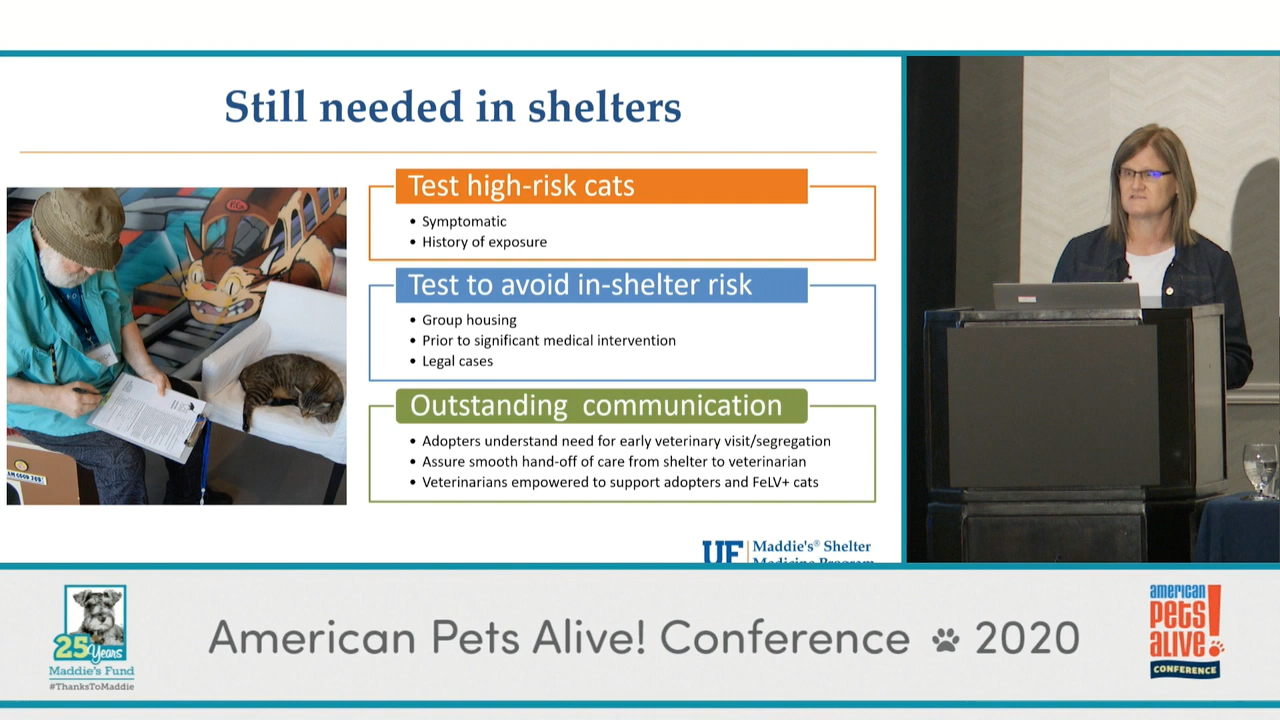 Still needed in shelters
Test high-risk cats
• Symptomatic
• History of exposure
Test to avoid in-shelter risk
• Group housing
• Prior to significant medical intervention
• Legal cases
Outstanding communication
• Adopters understand need for early veterinary visit/segregation
• Assure smooth hand-off of care from shelter to veterinarian
• Veterinarians empowered to support adopters and FeLV+ cats
UF
Maddie's® Shelter
Medicine Program
25 Years
Maddie's Fund
#ThanksToMaddie
American Pets Alive! Conference 2020
american
PETS
ALIVE!
CONFERENCE